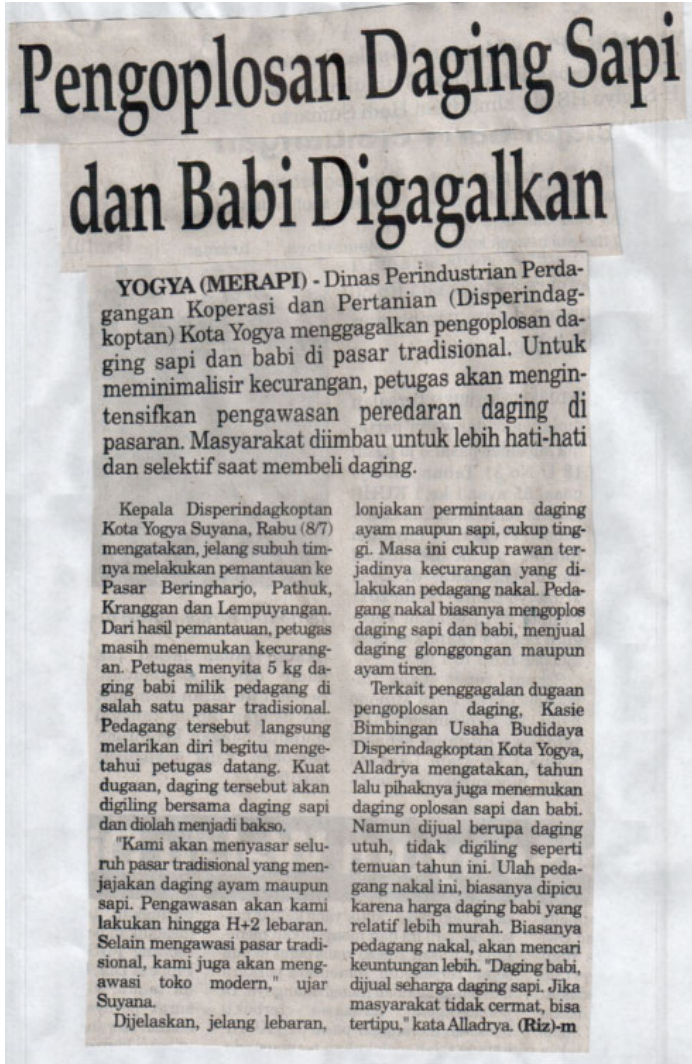 Pengoplosan Daging Sapi
dan Babi Digagalkan
YOGYA (MERAPI) - Dinas Perindustrian Perda-
gangan Koperasi dan Pertanian (Disperindag-
koptan) Kota Yogya menggagalkan pengoplosan da-
ging sapi dan babi di pasar tradisional. Untuk
meminimalisir kecurangan, petugas akan mengin-
tensifkan pengawasan peredaran daging di
pasaran. Masyarakat diimbau untuk lebih hati-hati
dan selektif saat membeli daging.
Kepala Disperindagkoptan
Kota Yogya Suyana, Rabu (8/7)
mengatakan, jelang subuh tim-
nya melakukan pemantauan ke
Pasar Beringharjo, Pathuk,
Kranggan dan Lempuyangan.
Dari hasil pemantauan, petugas
masih menemukan kecurang-
an. Petugas menyita 5 kg da-
ging babi milik pedagang di
salah satu pasar tradisional.
Pedagang tersebut langsung
melarikan diri begitu menge-
tahui petugas datang. Kuat
dugaan, daging tersebut akan
digiling bersama daging sapi
dan diolah menjadi bakso.
"Kami akan menyasar selu-
ruh pasar tradisional yang men-
jajakan daging ayam maupun
sapi. Pengawasan akan kami
lakukan hingga H+2 lebaran.
Selain mengawasi pasar tradi-
sional, kami juga akan meng-
awasi toko modern," ujar
Suyana.
Dijelaskan, jelang lebaran,
lonjakan permintaan daging
ayam maupun sapi, cukup ting-
gi. Masa ini cukup rawan ter-
jadinya kecurangan yang di-
lakukan pedagang nakal. Peda-
gang nakal biasanya mengoplos
daging sapi dan babi, menjual
daging glonggongan maupun
ayam tiren.
Terkait penggagalan dugaan
pengoplosan daging, Kasie
Bimbingan Usaha Budidaya
Disperindagkoptan Kota Yogya,
Alladrya mengatakan, tahun
lalu pihaknya juga menemukan
daging oplosan sapi dan babi.
Namun dijual berupa daging
utuh, tidak digiling seperti
temuan tahun ini. Ulah peda-
gang nakal ini, biasanya dipicu
karena harga daging babi yang
relatif lebih murah. Biasanya
pedagang nakal, akan mencari
keuntungan lebih. "Daging babi,
dijual seharga daging sapi. Jika
masyarakat tidak cermat, bisa
tertipu," kata Alladrya. (Riz)-m